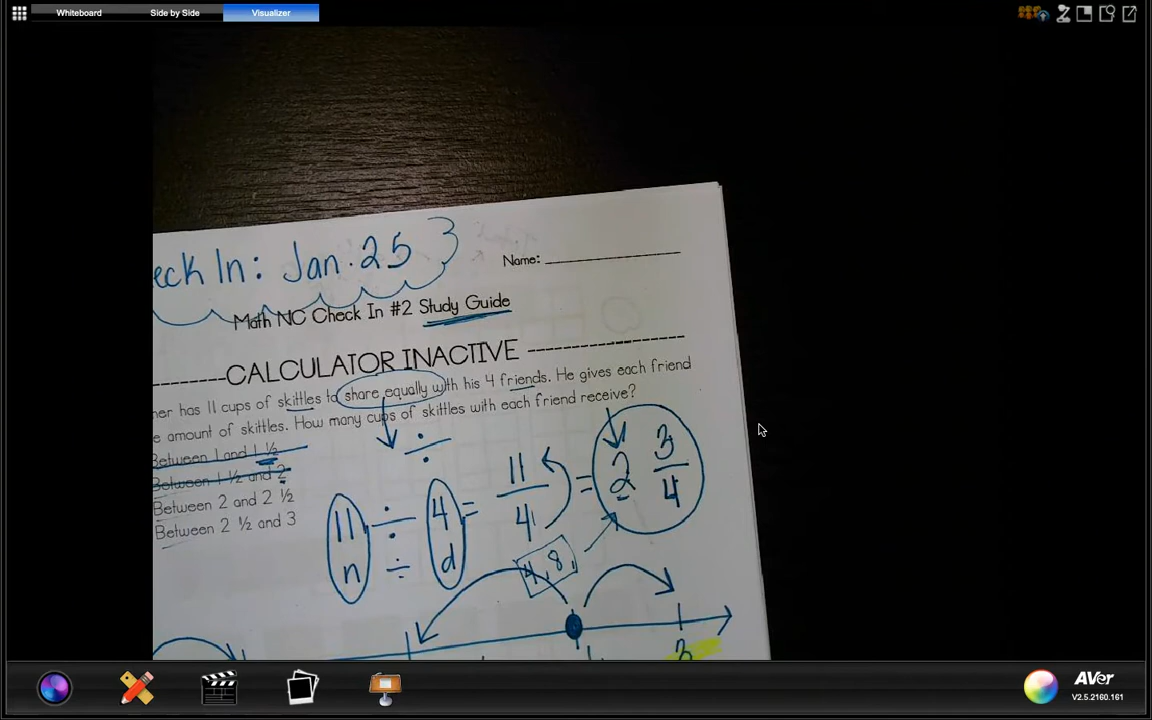 Whiteboard Side by Side Visualizer
eck In: Jan. 25
Name:
Math NC Check In #2 Study Guide
CALCULATOR INACTIVE
ner has 11 cups of skittles to share equally with his 4 friends. He gives each friend
e amount of skittles. How many cups of skittles with each friend receive?
Between 1 and 1 ½
Between 1 ½ and 2
Between 2 and 2 ½
Between 2 ½ and 3
÷
11 ÷ 4 = 11/4 = 2 3/4
n ÷ d
4, 8,
3
AVer
V2.5.2160.161